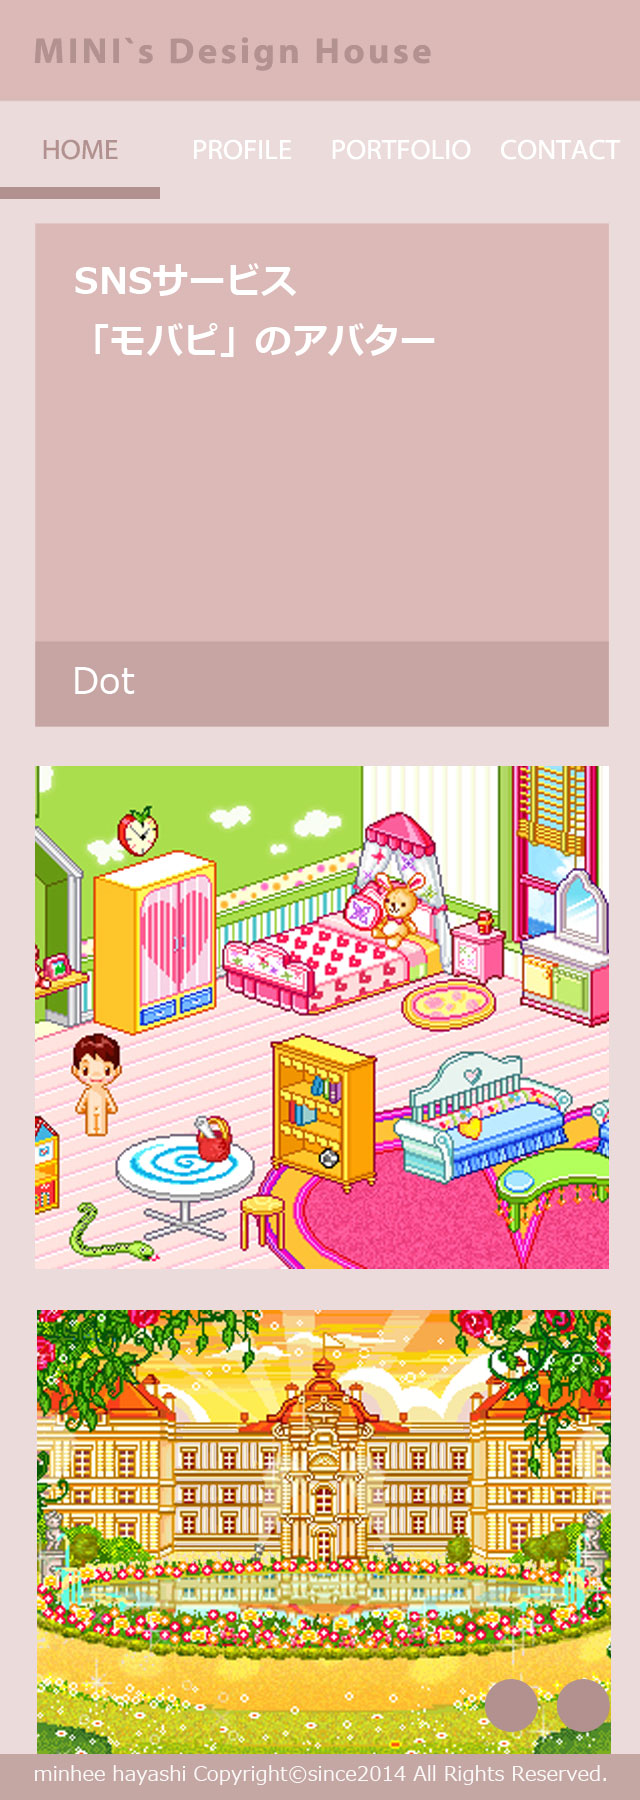 MINI`s Design House
HOME PROFILE PORTFOLIO CONTACT
SNSサービス
「モバピ」のアバター
Dot
minhee hayashi Copyright©since2014 All Rights Reserved.